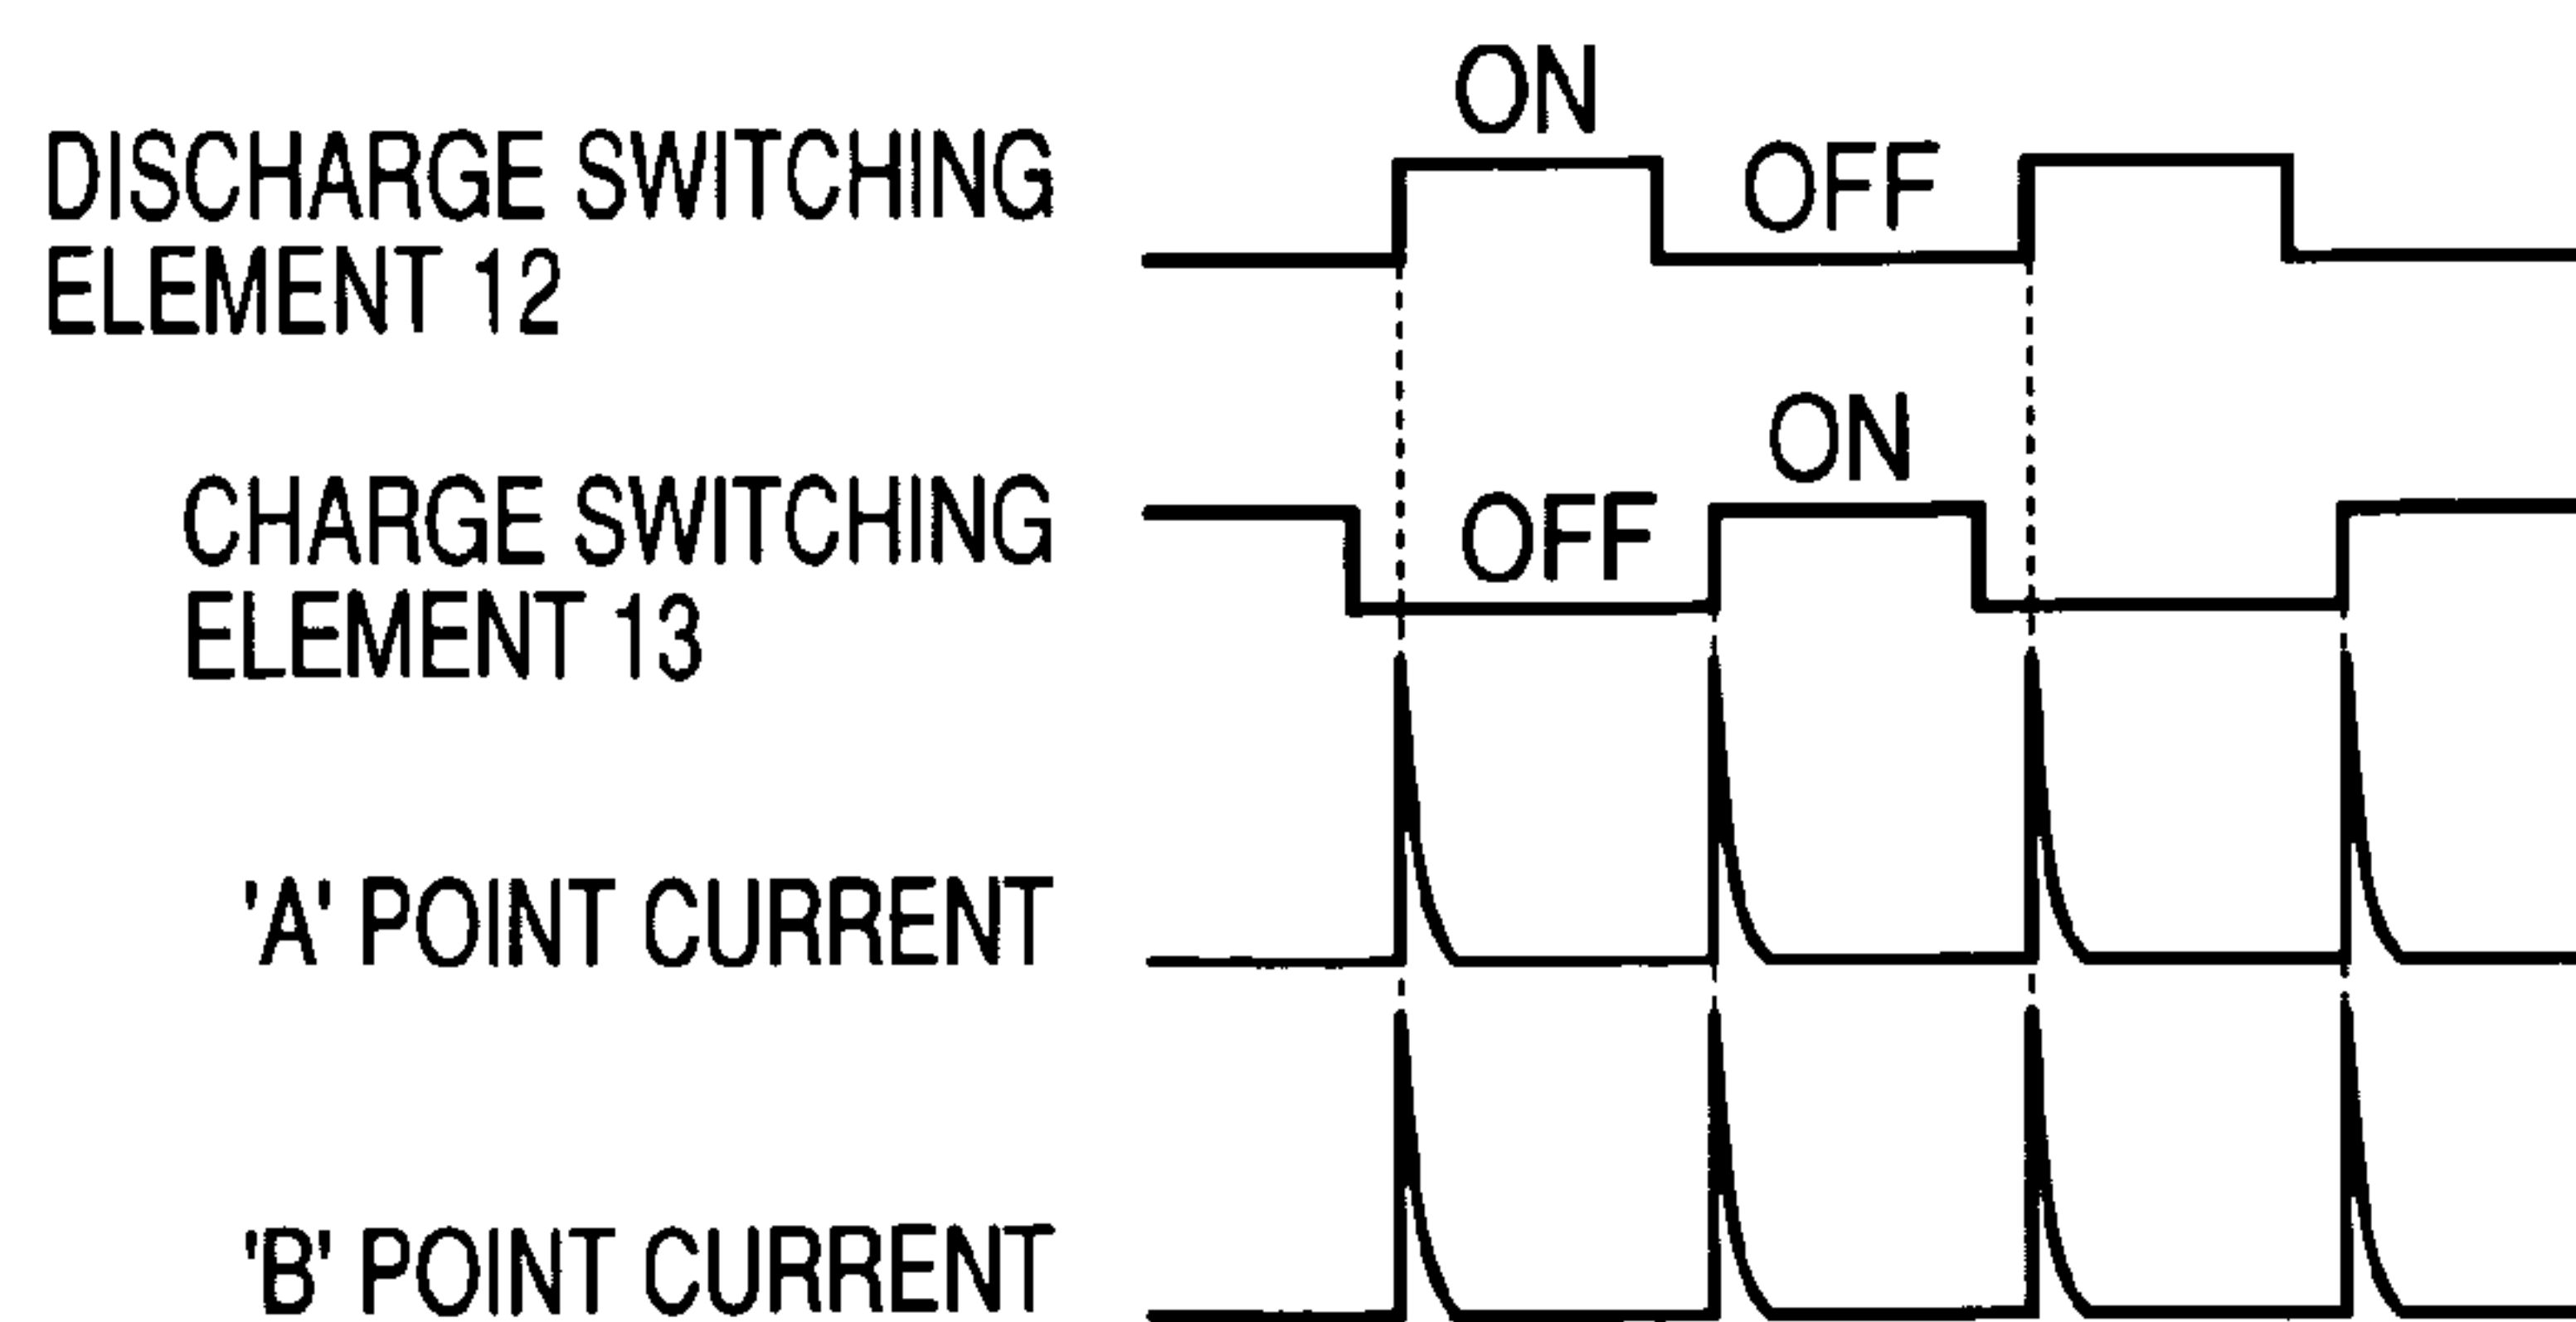 ON
DISCHARGE SWITCHING
OFF
ELEMENT 12
ON
CHARGE SWITCHING
OFF
ELEMENT 13
'A' POINT CURRENT
'B' POINT CURRENT